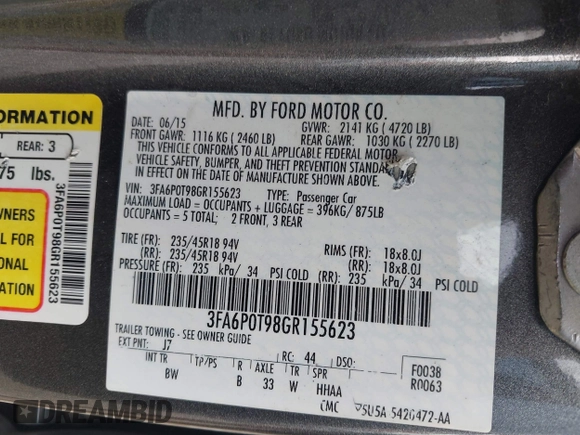 MFD. BY FORD MOTOR CO.
DATE: 06/15 GVWR: 2141 KG ( 4720 LB)
FRONT GAWR: 1116 KG ( 2460 LB) REAR GAWR: 1030 KG ( 2270 LB)
THIS VEHICLE CONFORMS TO ALL APPLICABLE FEDERAL MOTOR
VEHICLE SAFETY, BUMPER, AND THEFT PREVENTION STANDA
IN EFFECT ON THE DATE OF MANUFACTURE SHOWN ABOVE.
VIN: 3FA6P0T98GR155623 TYPE: Passenger Car
MAXIMUM LOAD = OCCUPANTS + LUGGAGE = 396KG/ 875LB
OCCUPANTS = 5 TOTAL: 2 FRONT, 3 REAR
TIRE (FR): 235/45R18 94V RIMS (FR): 18x8.0J
(RR): 235/45R18 94V (RR): 18x8.0J
PRESSURE (FR): 235 kPa/ 34 PSI COLD (RR): 235 kPa/ 34 PSI COLD
3FA6P0T98GR155623
TRAILER TOWING - SEE OWNER GUIDE
EXT PNT: J7 RC: 44 DSO: F0038
INT TR TP/PS R AXLE TR SPR R0063
BW B 33 W HHAA
CMC SU5A 5420472-AA
ORMATION
REAR: 3
75 lbs.
WNERS
L FOR
ONAL
ATION
3FA6P0T98GR155623
DREAMBID